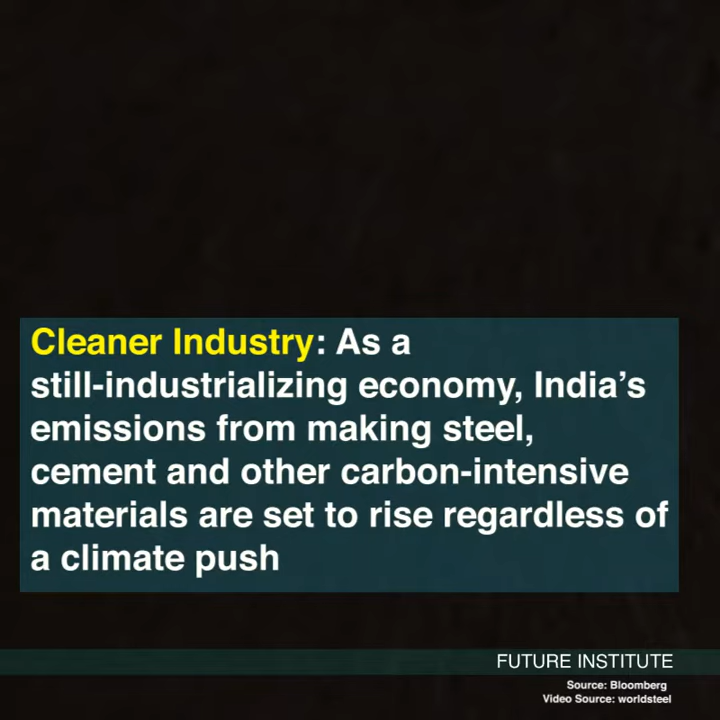 Cleaner Industry: As a
still-industrializing economy, India’s
emissions from making steel,
cement and other carbon-intensive
materials are set to rise regardless of
a climate push
FUTURE INSTITUTE
Source: Bloomberg
Video Source: worldsteel